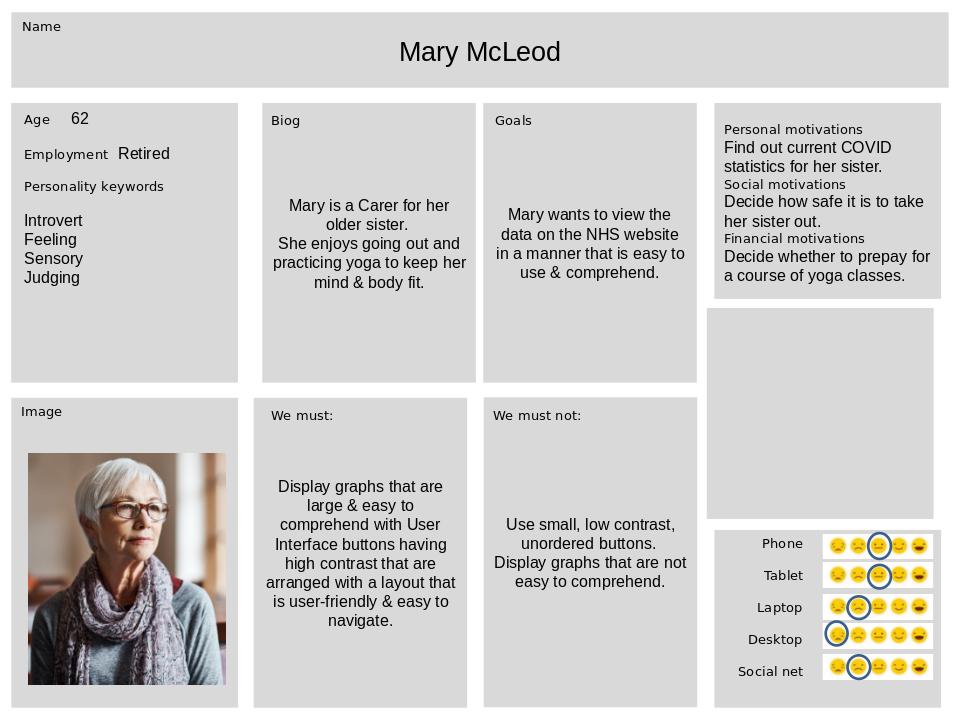 Name
Mary McLeod
Age 62
Employment Retired
Personality keywords
Introvert
Feeling
Sensory
Judging
Biog
Mary is a Carer for her
older sister.
She enjoys going out and
practicing yoga to keep her
mind & body fit.
Goals
Mary wants to view the
data on the NHS website
in a manner that is easy to
use & comprehend.
Personal motivations
Find out current COVID
statistics for her sister.
Social motivations
Decide how safe it is to take
her sister out.
Financial motivations
Decide whether to prepay for
a course of yoga classes.
Image
We must:
Display graphs that are
large & easy to
comprehend with User
Interface buttons having
high contrast that are
arranged with a layout that
is user-friendly & easy to
navigate.
We must not:
Use small, low contrast,
unordered buttons.
Display graphs that are not
easy to comprehend.
Phone
Tablet
Laptop
Desktop
Social net